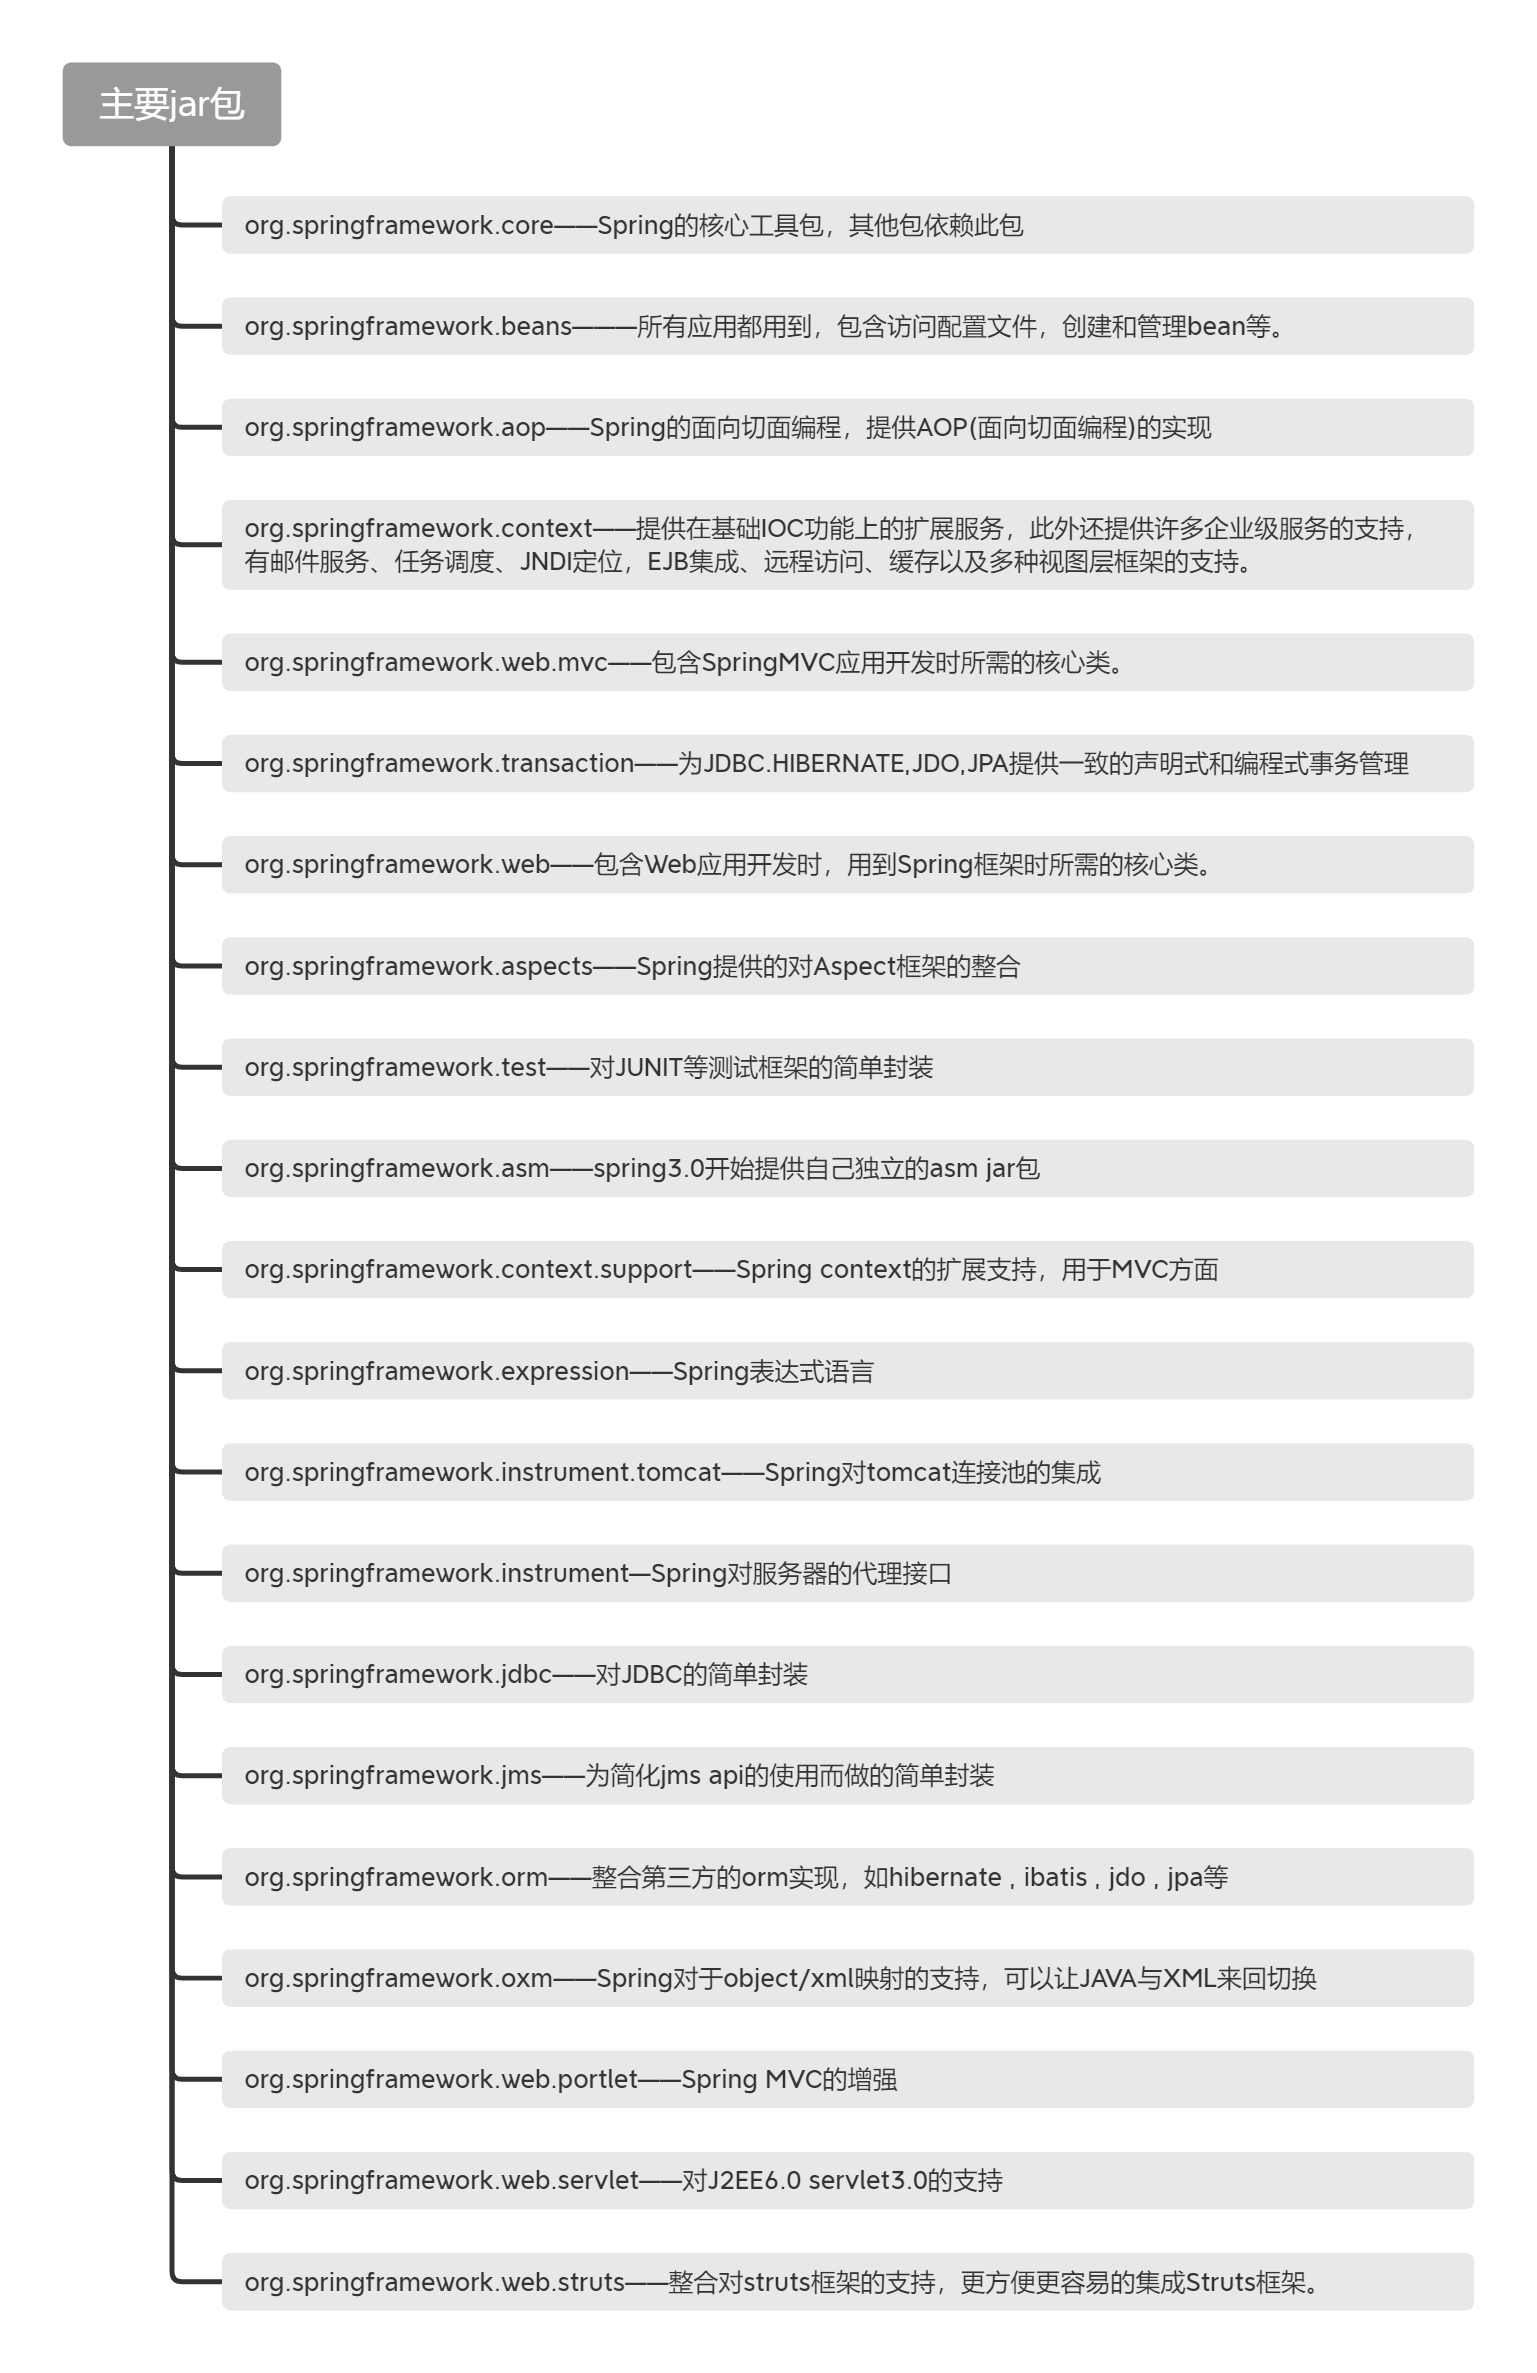 主要jar包
org.springframework.core——Spring的核心工具包，其他包依赖此包
org.springframework.beans———所有应用都用到，包含访问配置文件，创建和管理bean等。
org.springframework.aop——Spring的面向切面编程，提供AOP(面向切面编程)的实现
org.springframework.context——提供在基础IOC功能上的扩展服务，此外还提供许多企业级服务的支持，
有邮件服务、任务调度、JNDI定位，EJB集成、远程访问、缓存以及多种视图层框架的支持。
org.springframework.web.mvc——包含SpringMVC应用开发时所需的核心类。
org.springframework.transaction——为JDBC.HIBERNATE,JDO,JPA提供一致的声明式和编程式事务管理
org.springframework.web——包含Web应用开发时，用到Spring框架时所需的核心类。
org.springframework.aspects——Spring提供的对Aspect框架的整合
org.springframework.test——对JUNIT等测试框架的简单封装
org.springframework.asm——spring3.0开始提供自己独立的asm jar包
org.springframework.context.support——Spring context的扩展支持，用于MVC方面
org.springframework.expression——Spring表达式语言
org.springframework.instrument.tomcat——Spring对tomcat连接池的集成
org.springframework.instrument—Spring对服务器的代理接口
org.springframework.jdbc——对JDBC的简单封装
org.springframework.jms——为简化jms api的使用而做的简单封装
org.springframework.orm——整合第三方的orm实现，如hibernate , ibatis , jdo , jpa等
org.springframework.oxm——Spring对于object/xml映射的支持，可以让JAVA与XML来回切换
org.springframework.web.portlet——Spring MVC的增强
org.springframework.web.servlet——对J2EE6.0 servlet3.0的支持
org.springframework.web.struts——整合对struts框架的支持，更方便更容易的集成Struts框架。